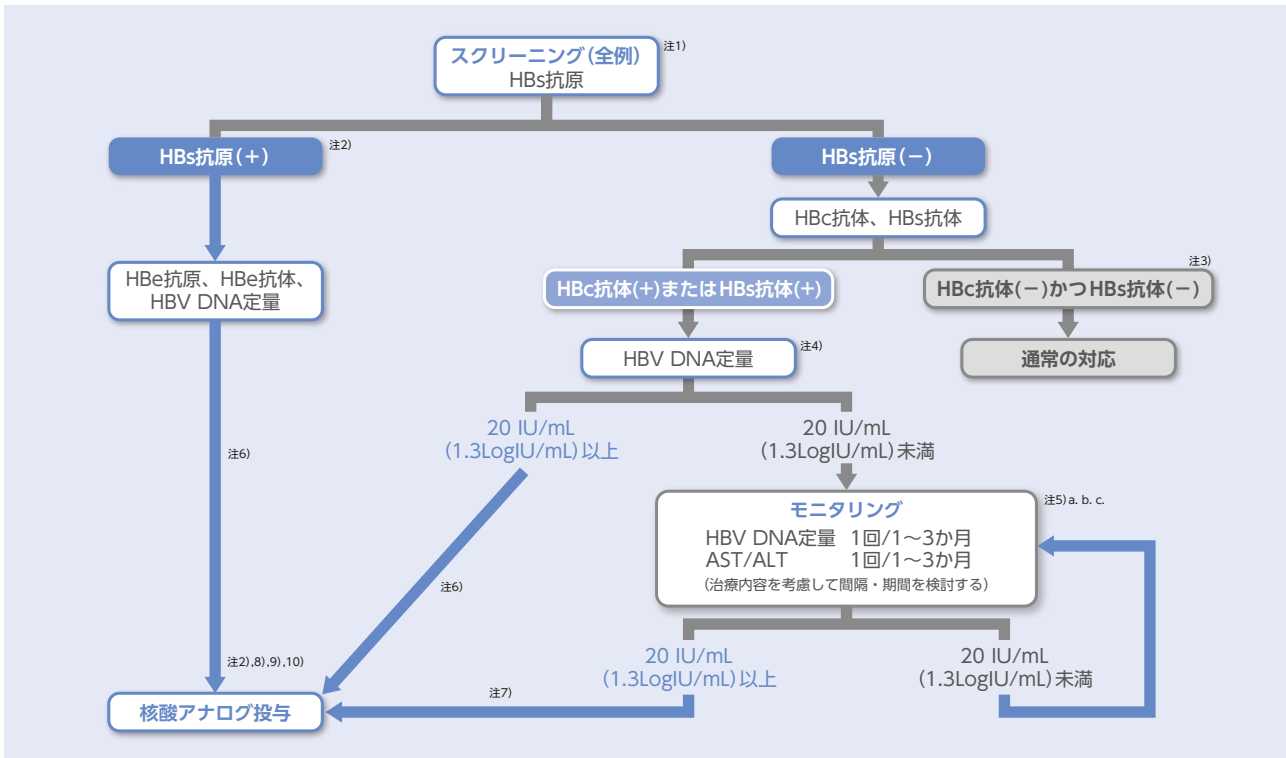 スクリーニング(全例)
注1)
HBs抗原
HBs抗原(+)
注2)
HBs抗原(−)
HBc抗体、HBs抗体
HBe抗原、HBe抗体、
HBV DNA定量
HBc抗体(+)またはHBs抗体(+)
注3)
HBc抗体(−)かつHBs抗体(−)
HBV DNA定量
注4)
通常の対応
20 IU/mL
(1.3LogIU/mL)以上
20 IU/mL
(1.3LogIU/mL)未満
注6)
モニタリング
注5)a. b. c.
HBV DNA定量 1回/1〜3か月
AST/ALT 1回/1〜3か月
(治療内容を考慮して間隔・期間を検討する)
注6)
20 IU/mL
(1.3LogIU/mL)以上
20 IU/mL
(1.3LogIU/mL)未満
注2),8),9),10)
注7)
核酸アナログ投与